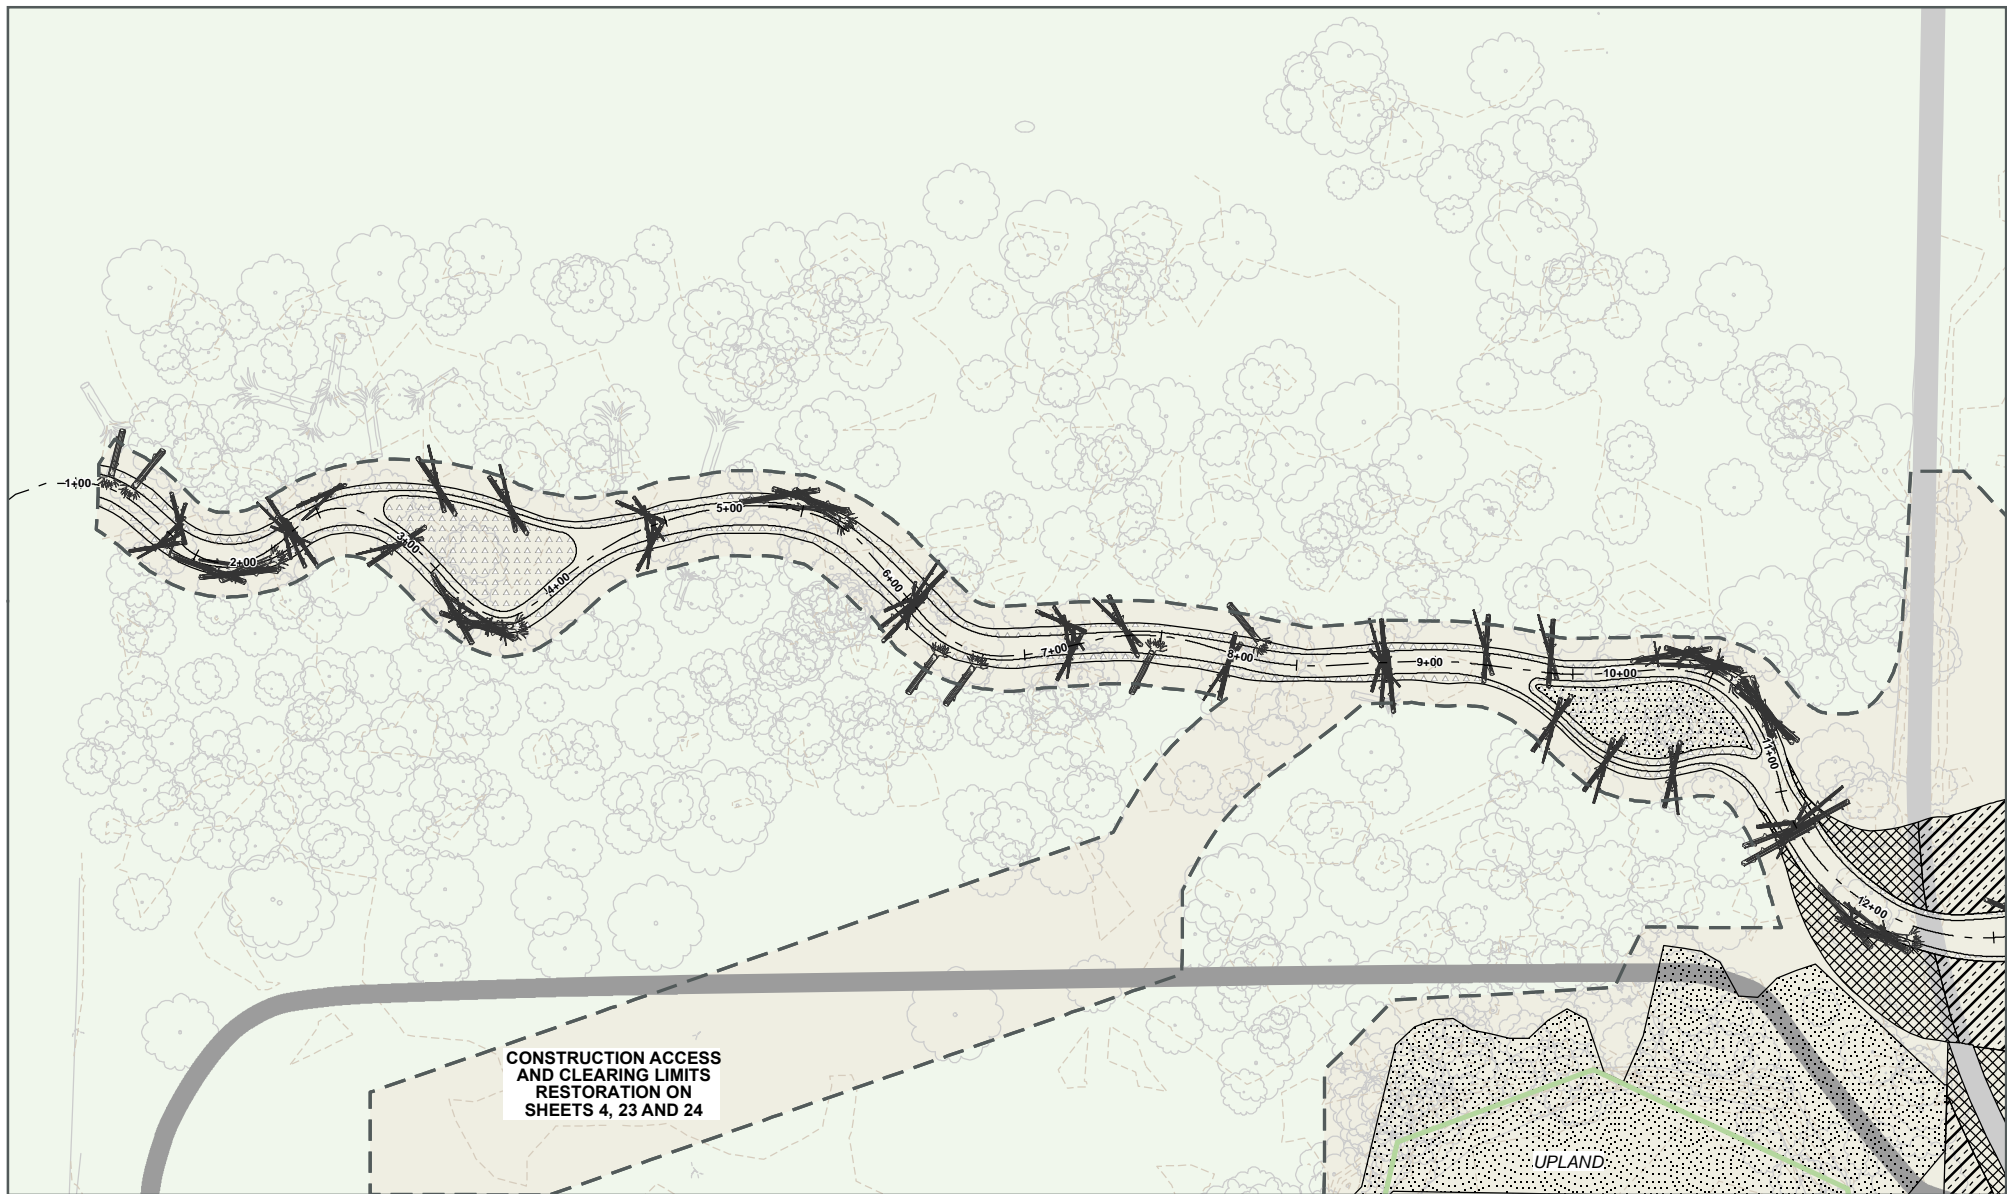 1+00
2+00
3+00
4+00
5+00
6+00
7+00
8+00
9+00
10+00
11+00
12+00
CONSTRUCTION ACCESS
AND CLEARING LIMITS
RESTORATION ON
SHEETS 4, 23 AND 24
UPLAND